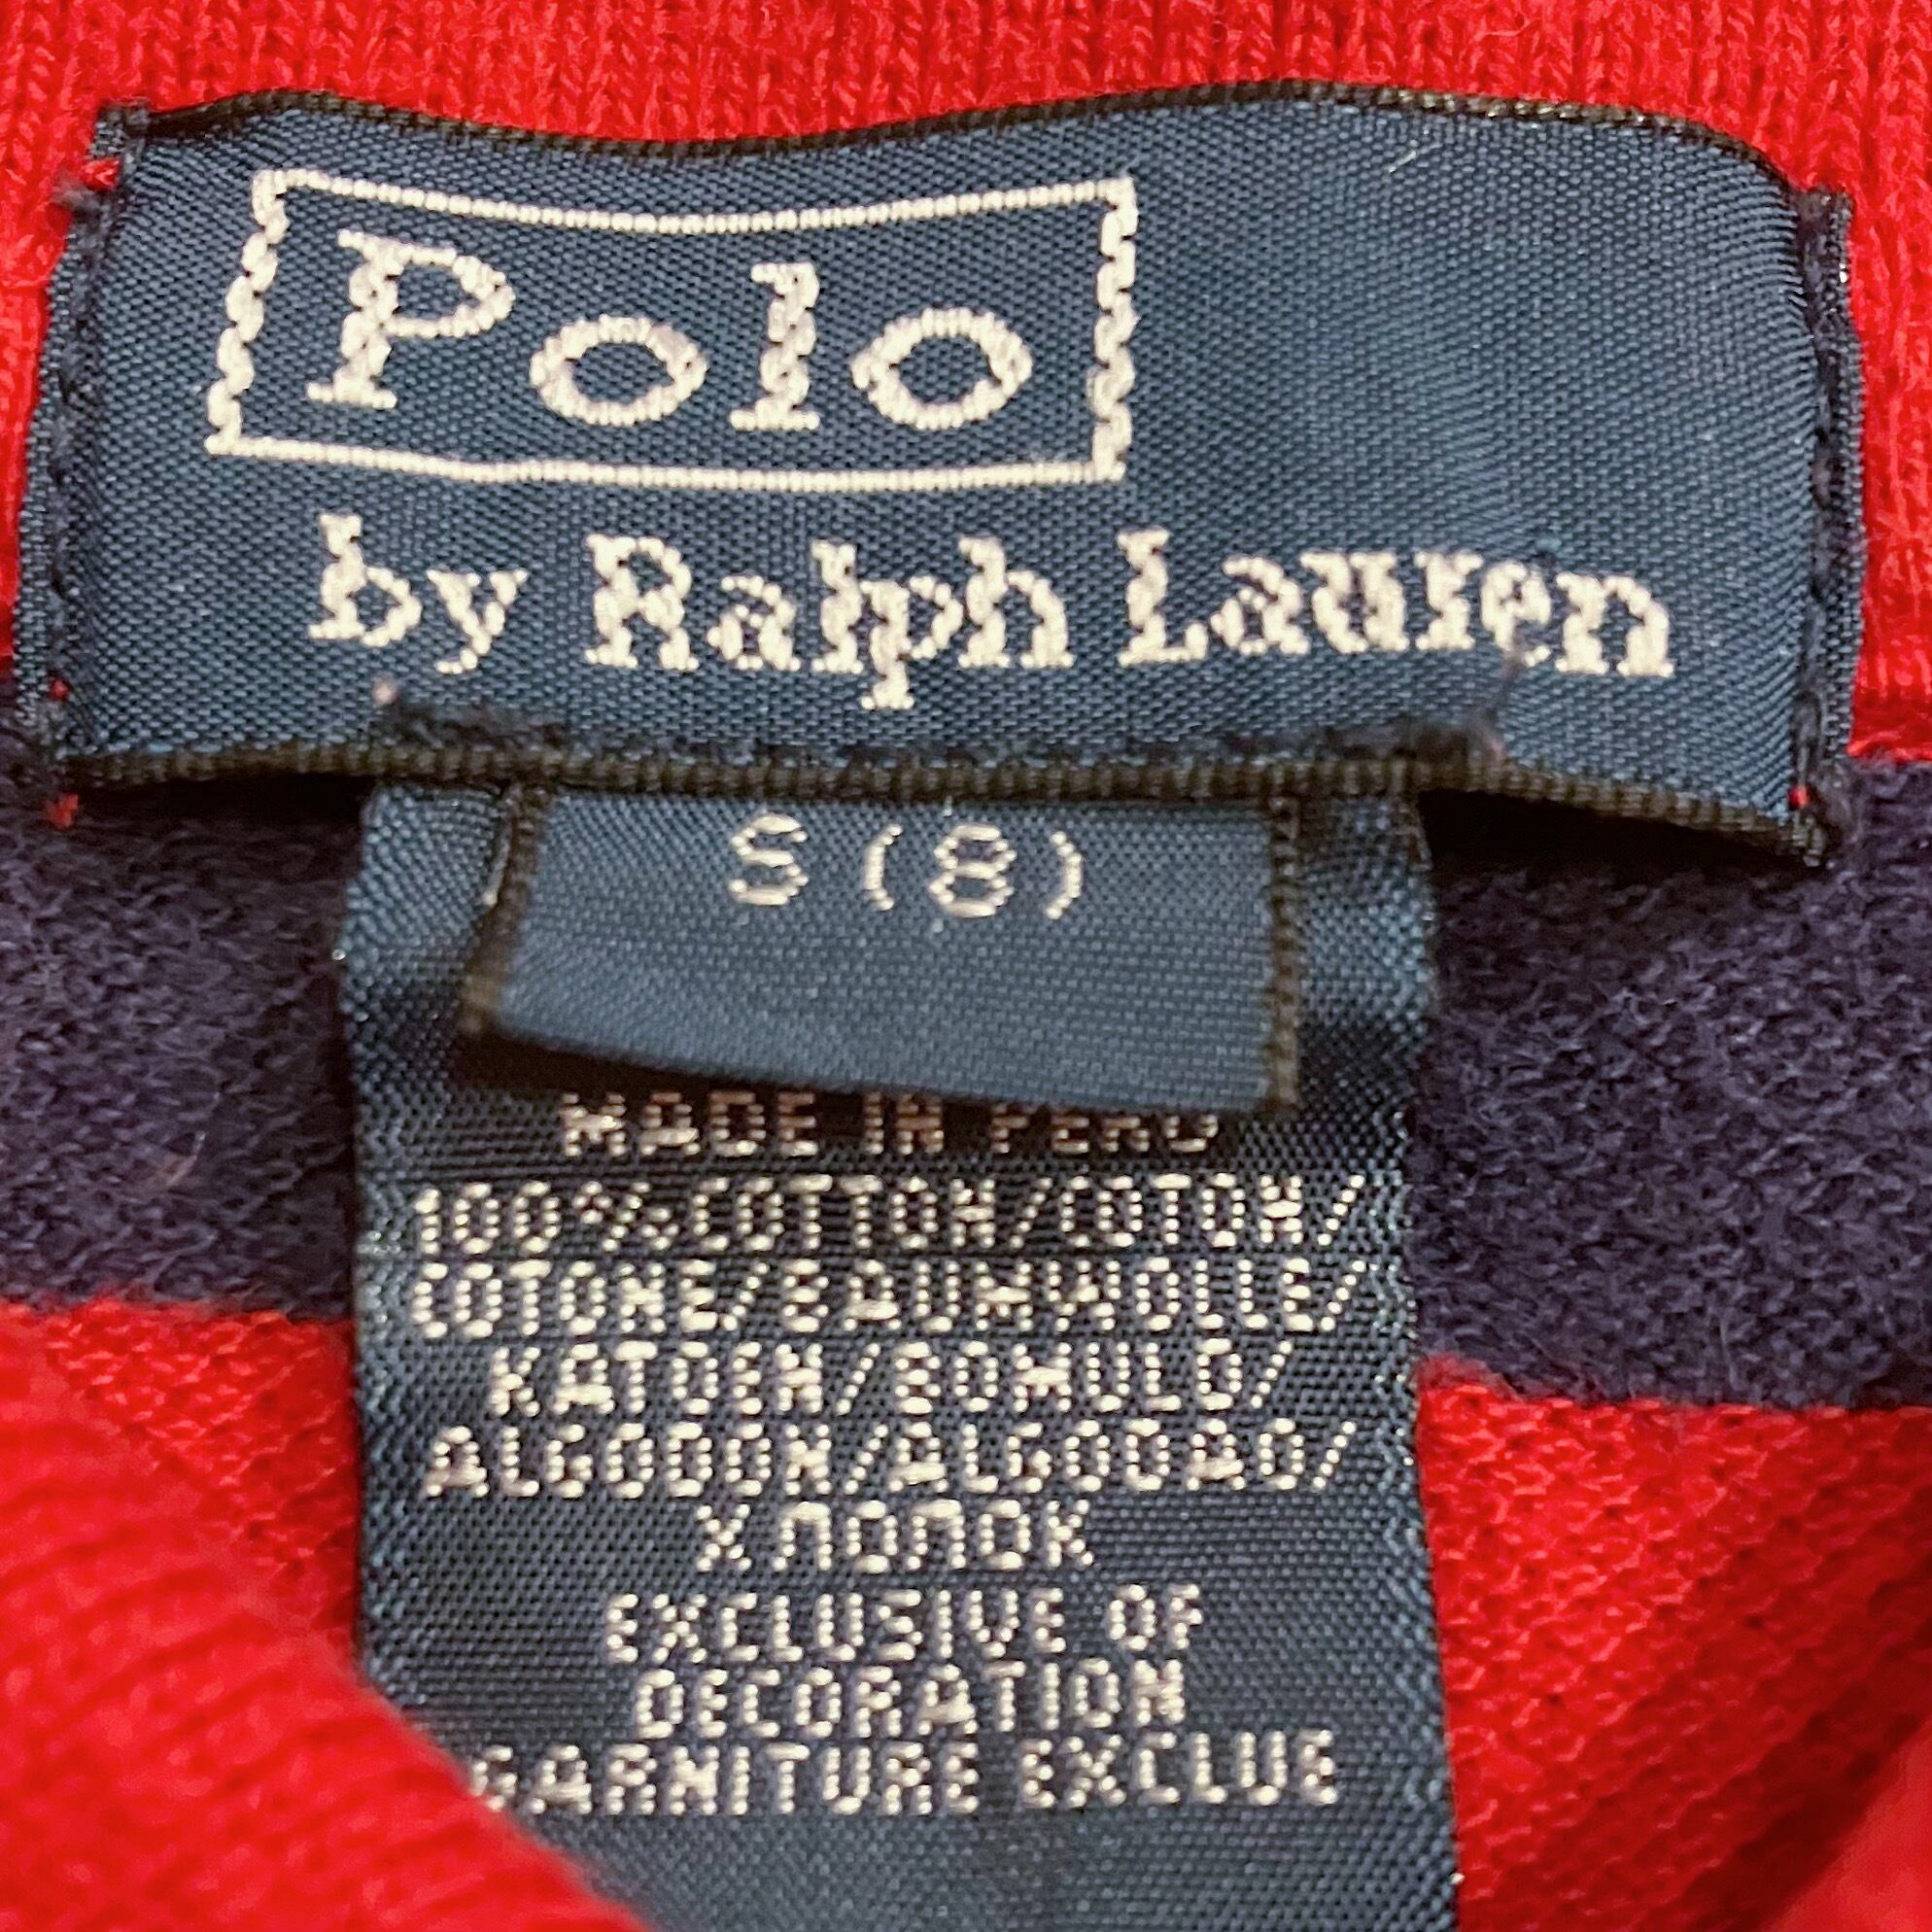 Polo
by Ralph Lauren
S (8)
MADE IN PERU
100% COTTON/COTON/
COTONE/BAUMWOLLE/
KATOEN/BOMULD/
ALGODON/ALGODAO/
ХЛОПОК
EXCLUSIVE OF
DECORATION
GARNITURE EXCLUE